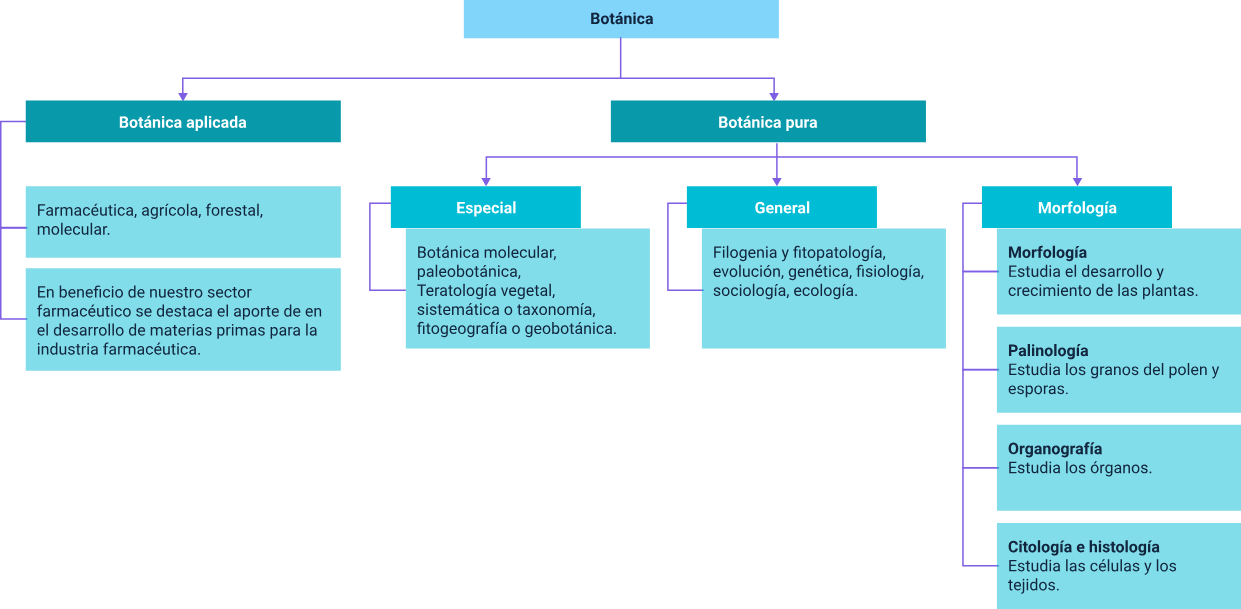 Botánica
Botánica aplicada
Farmacéutica, agrícola, forestal,
molecular.
En beneficio de nuestro sector
farmacéutico se destaca el aporte de en
el desarrollo de materias primas para la
industria farmacéutica.
Botánica pura
Especial
Botánica molecular,
paleobotánica,
Teratología vegetal,
sistemática o taxonomía,
fitogeografía o geobotánica.
General
Filogenia y fitopatología,
evolución, genética, fisiología,
sociología, ecología.
Morfología
Morfología
Estudia el desarrollo y
crecimiento de las plantas.
Palinología
Estudia los granos del polen y
esporas.
Organografía
Estudia los órganos.
Citología e histología
Estudia las células y los
tejidos.